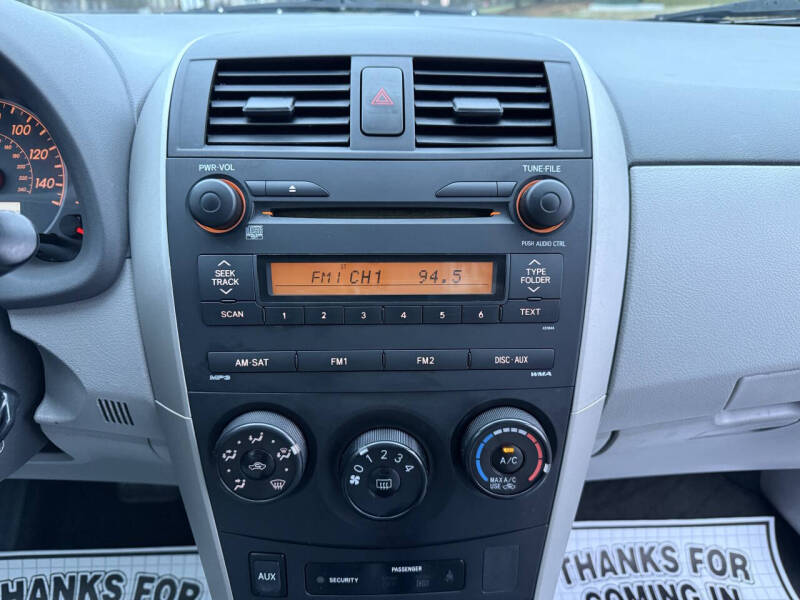 PWR·VOL
TUNE·FILE
PUSH AUDIO CTRL
120
140
SEEK
TRACK
ST
FM1 CH1 94.5
TYPE
FOLDER
SCAN 1 2 3 4 5 6 TEXT
AM·SAT FM1 FM2 DISC·AUX
MP3 WMA
0 1 2 3 4
A/C
MAX A/C
USE
AUX
SECURITY
PASSENGER
THANKS FOR
THANKS FOR
COMING IN